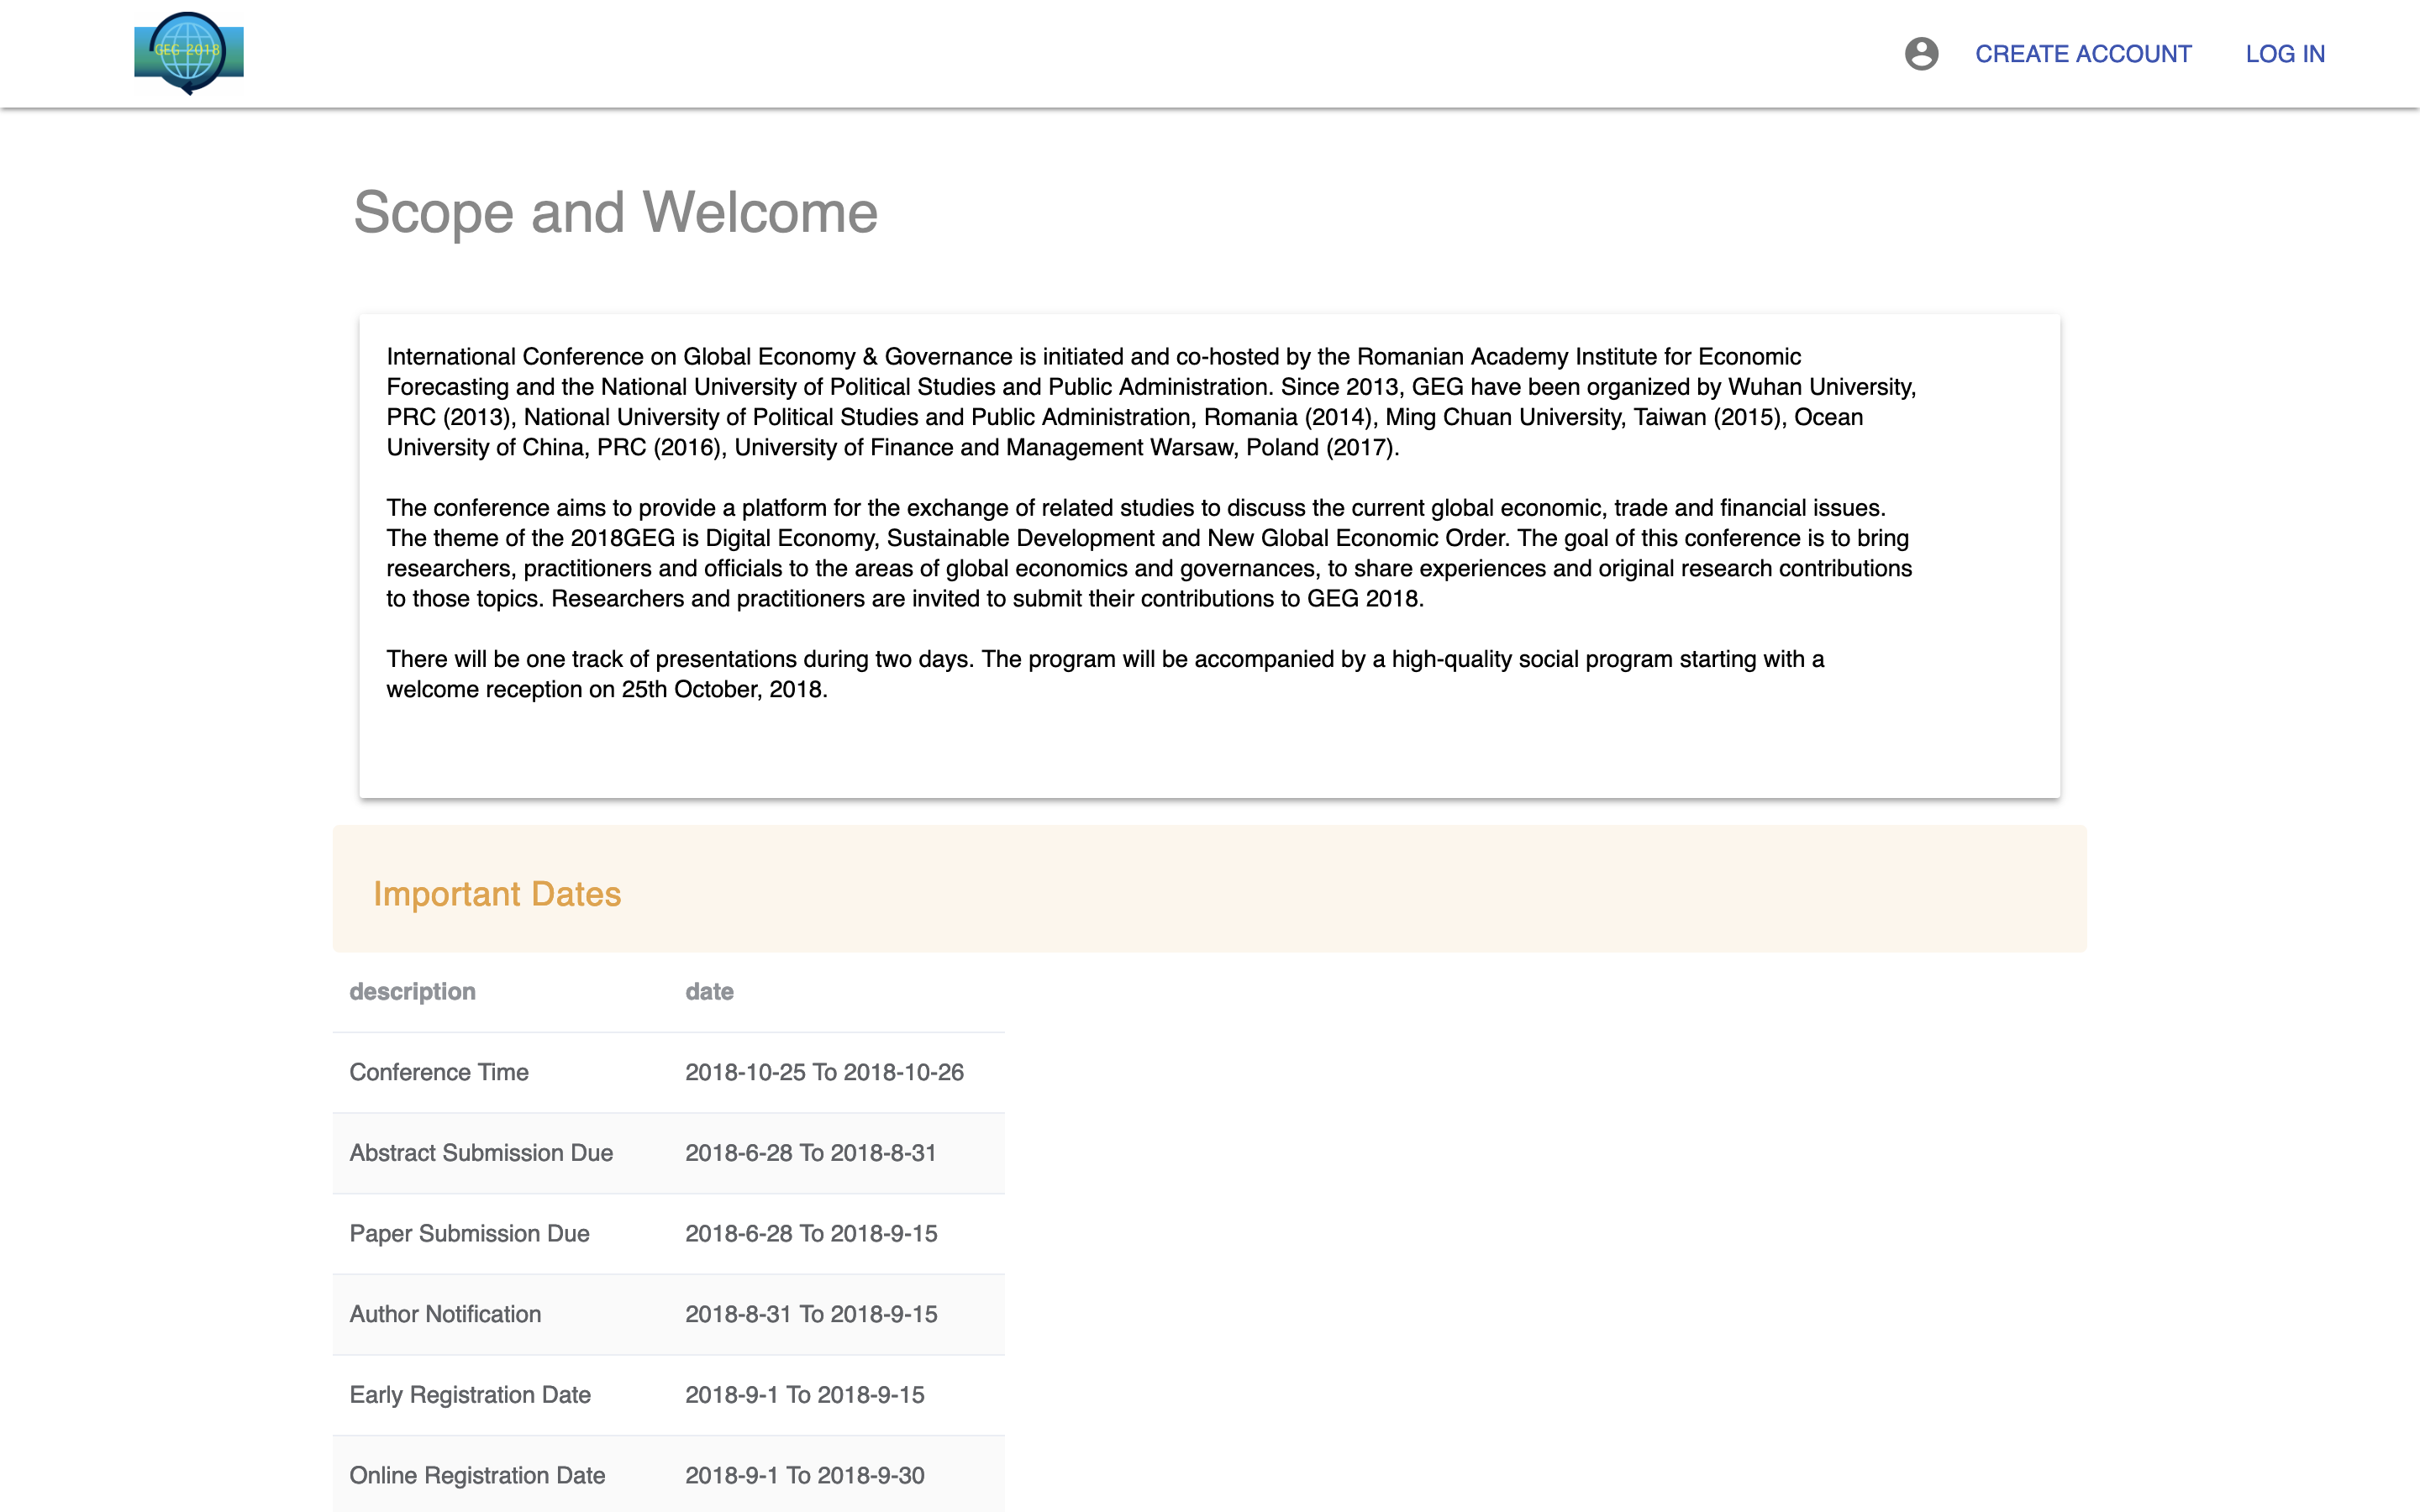 GEG 2018
CREATE ACCOUNT
LOG IN
Scope and Welcome
International Conference on Global Economy & Governance is initiated and co-hosted by the Romanian Academy Institute for Economic
Forecasting and the National University of Political Studies and Public Administration. Since 2013, GEG have been organized by Wuhan University,
PRC (2013), National University of Political Studies and Public Administration, Romania (2014), Ming Chuan University, Taiwan (2015), Ocean
University of China, PRC (2016), University of Finance and Management Warsaw, Poland (2017).
The conference aims to provide a platform for the exchange of related studies to discuss the current global economic, trade and financial issues.
The theme of the 2018GEG is Digital Economy, Sustainable Development and New Global Economic Order. The goal of this conference is to bring
researchers, practitioners and officials to the areas of global economics and governances, to share experiences and original research contributions
to those topics. Researchers and practitioners are invited to submit their contributions to GEG 2018.
There will be one track of presentations during two days. The program will be accompanied by a high-quality social program starting with a
welcome reception on 25th October, 2018.
Important Dates
description date
Conference Time 2018-10-25 To 2018-10-26
Abstract Submission Due 2018-6-28 To 2018-8-31
Paper Submission Due 2018-6-28 To 2018-9-15
Author Notification 2018-8-31 To 2018-9-15
Early Registration Date 2018-9-1 To 2018-9-15
Online Registration Date 2018-9-1 To 2018-9-30